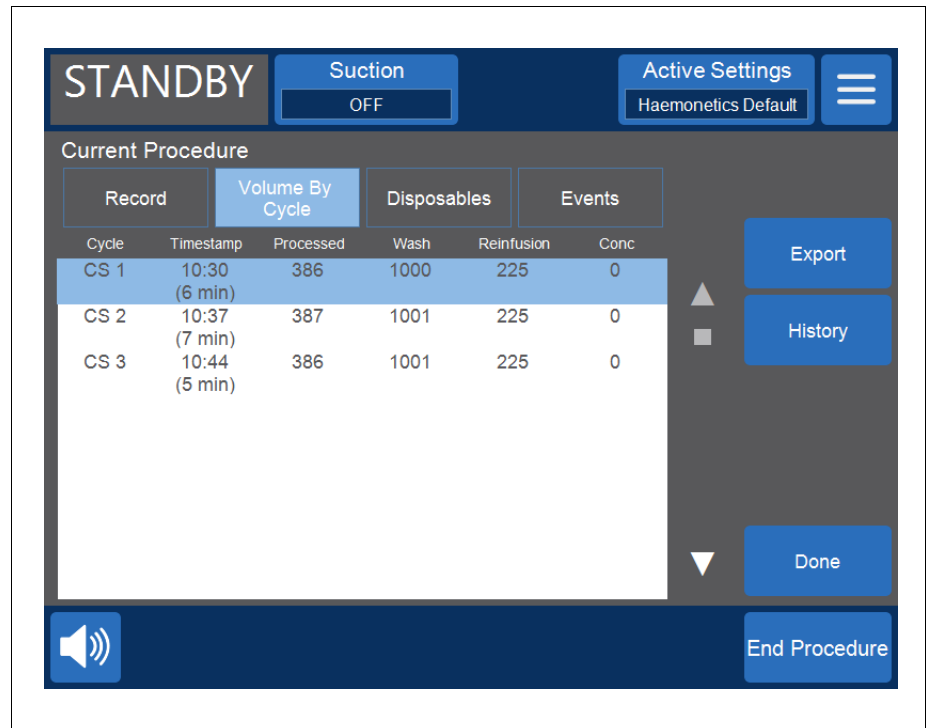 STANDBY
Suction
OFF
Active Settings
Haemonetics Default
Current Procedure
Record
Volume By
Cycle
Disposables
Events
Cycle Timestamp Processed Wash Reinfusion Conc
CS 1 10:30 386 1000 225 0
(6 min)
CS 2 10:37 387 1001 225 0
(7 min)
CS 3 10:44 386 1001 225 0
(5 min)
Export
History
Done
End Procedure